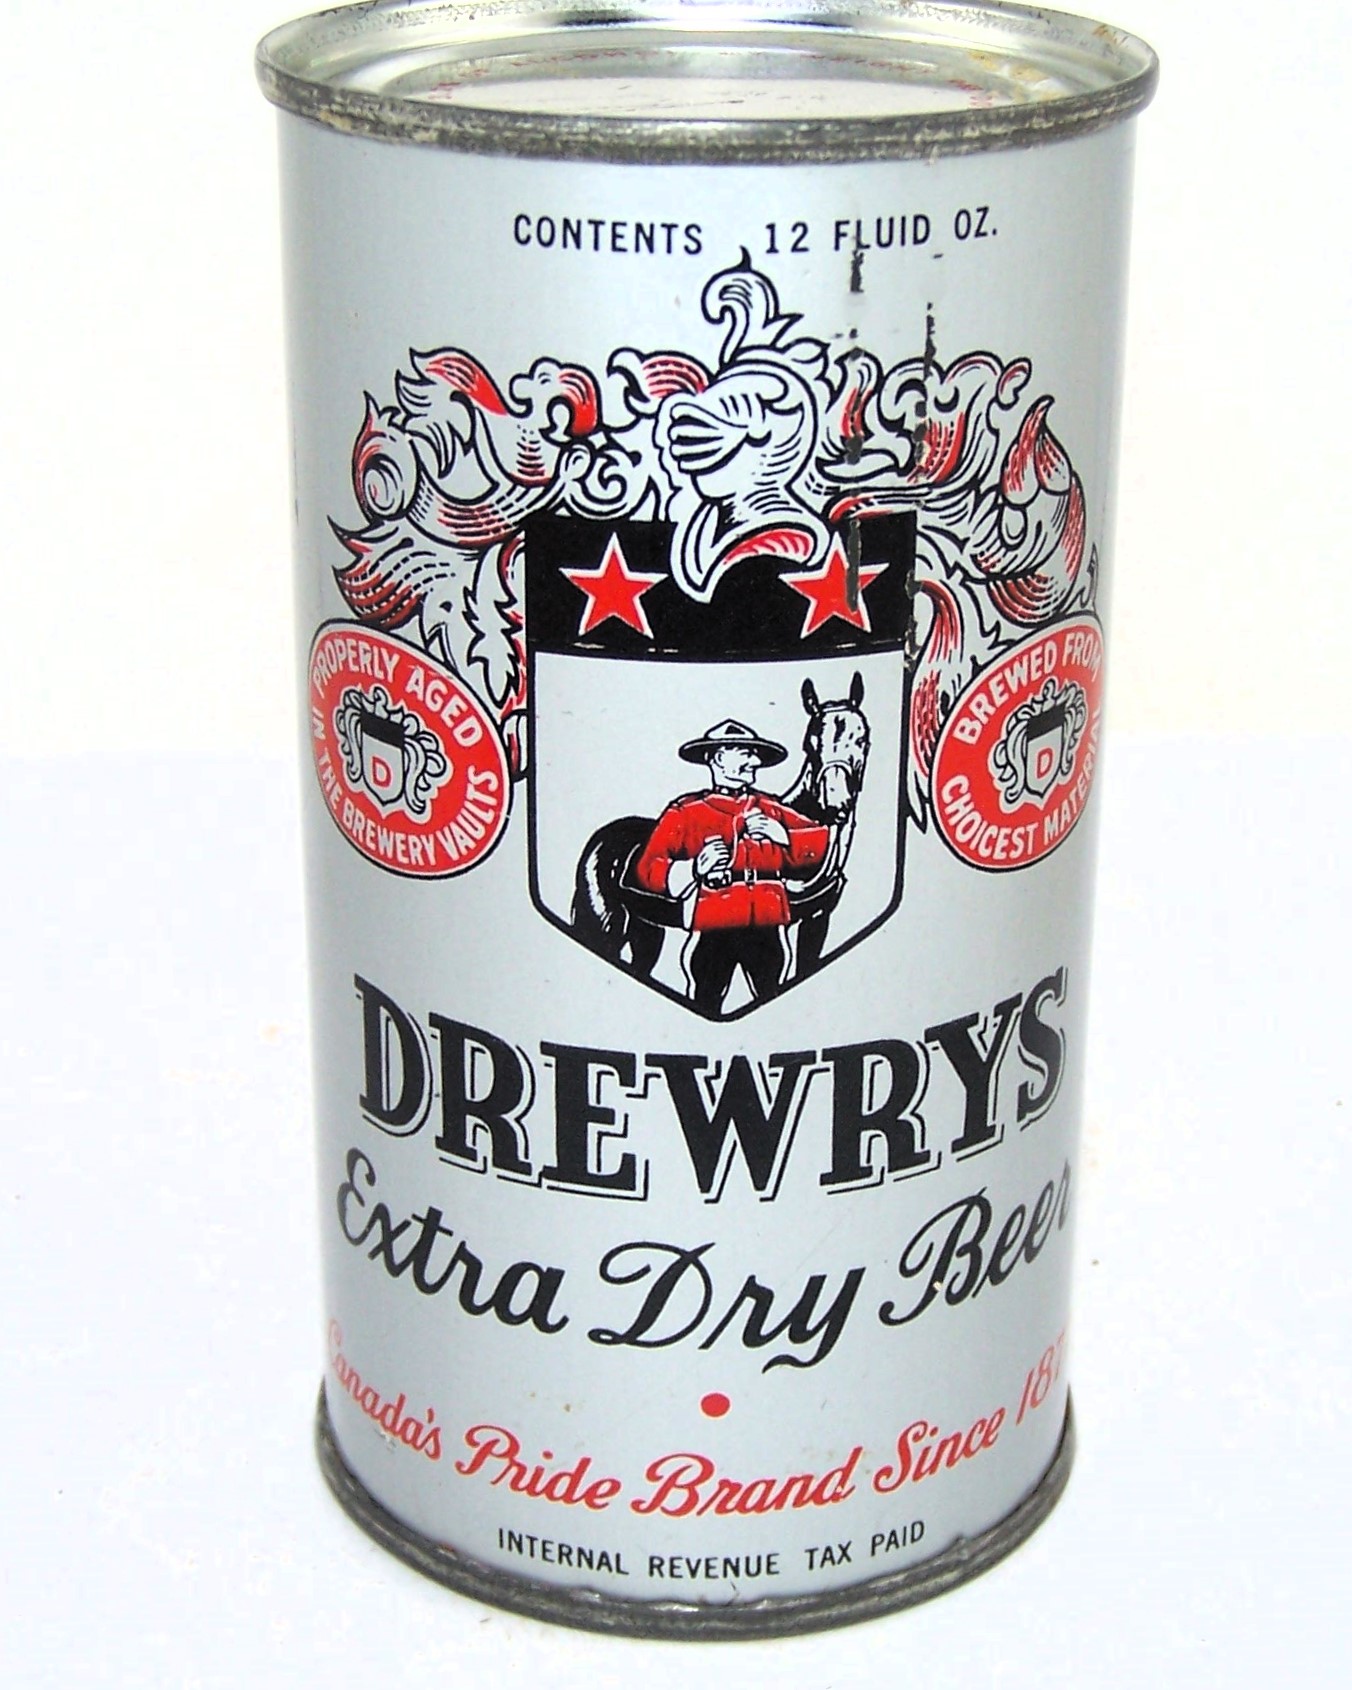 CONTENTS 12 FLUID OZ.
PROPERLY AGED
IN THE BREWERY VAULTS
D
BREWED FROM
CHOICEST MATERIAL
D
DREWRYS
Extra Dry Beer
Canada's Pride Brand Since
INTERNAL REVENUE TAX PAID